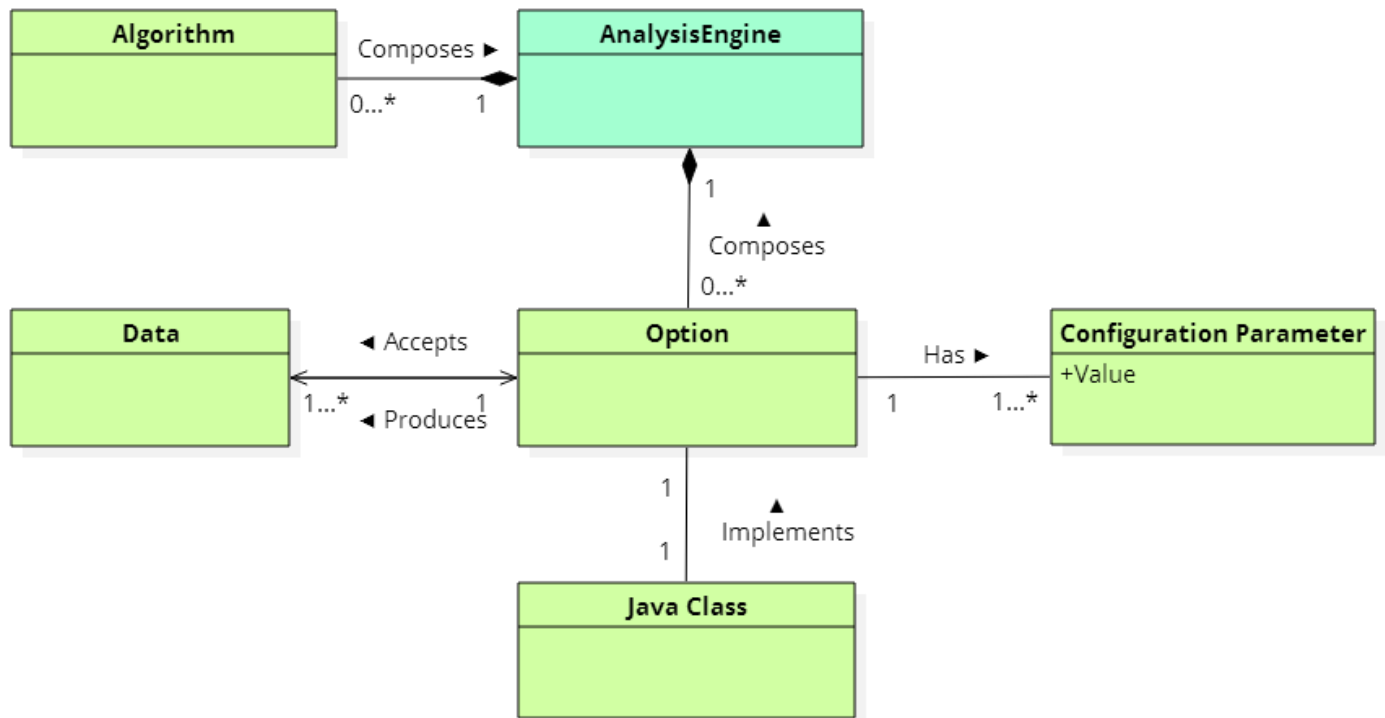 Algorithm
Composes ►
0...*
1
AnalysisEngine
1
▲
Composes
0...*
Data
◄ Accepts
1...*
1
◄ Produces
Option
Has ►
1
1...*
Configuration Parameter
+Value
1
▲
Implements
1
Java Class